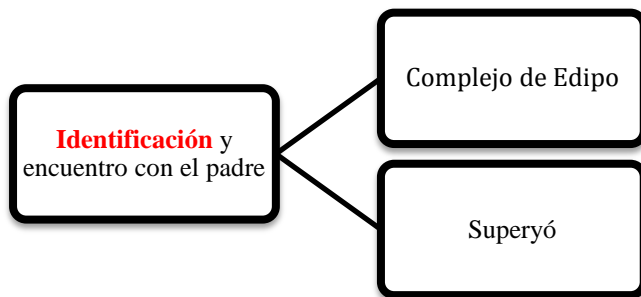 Identificación y
encuentro con el padre
Complejo de Edipo
Superyó